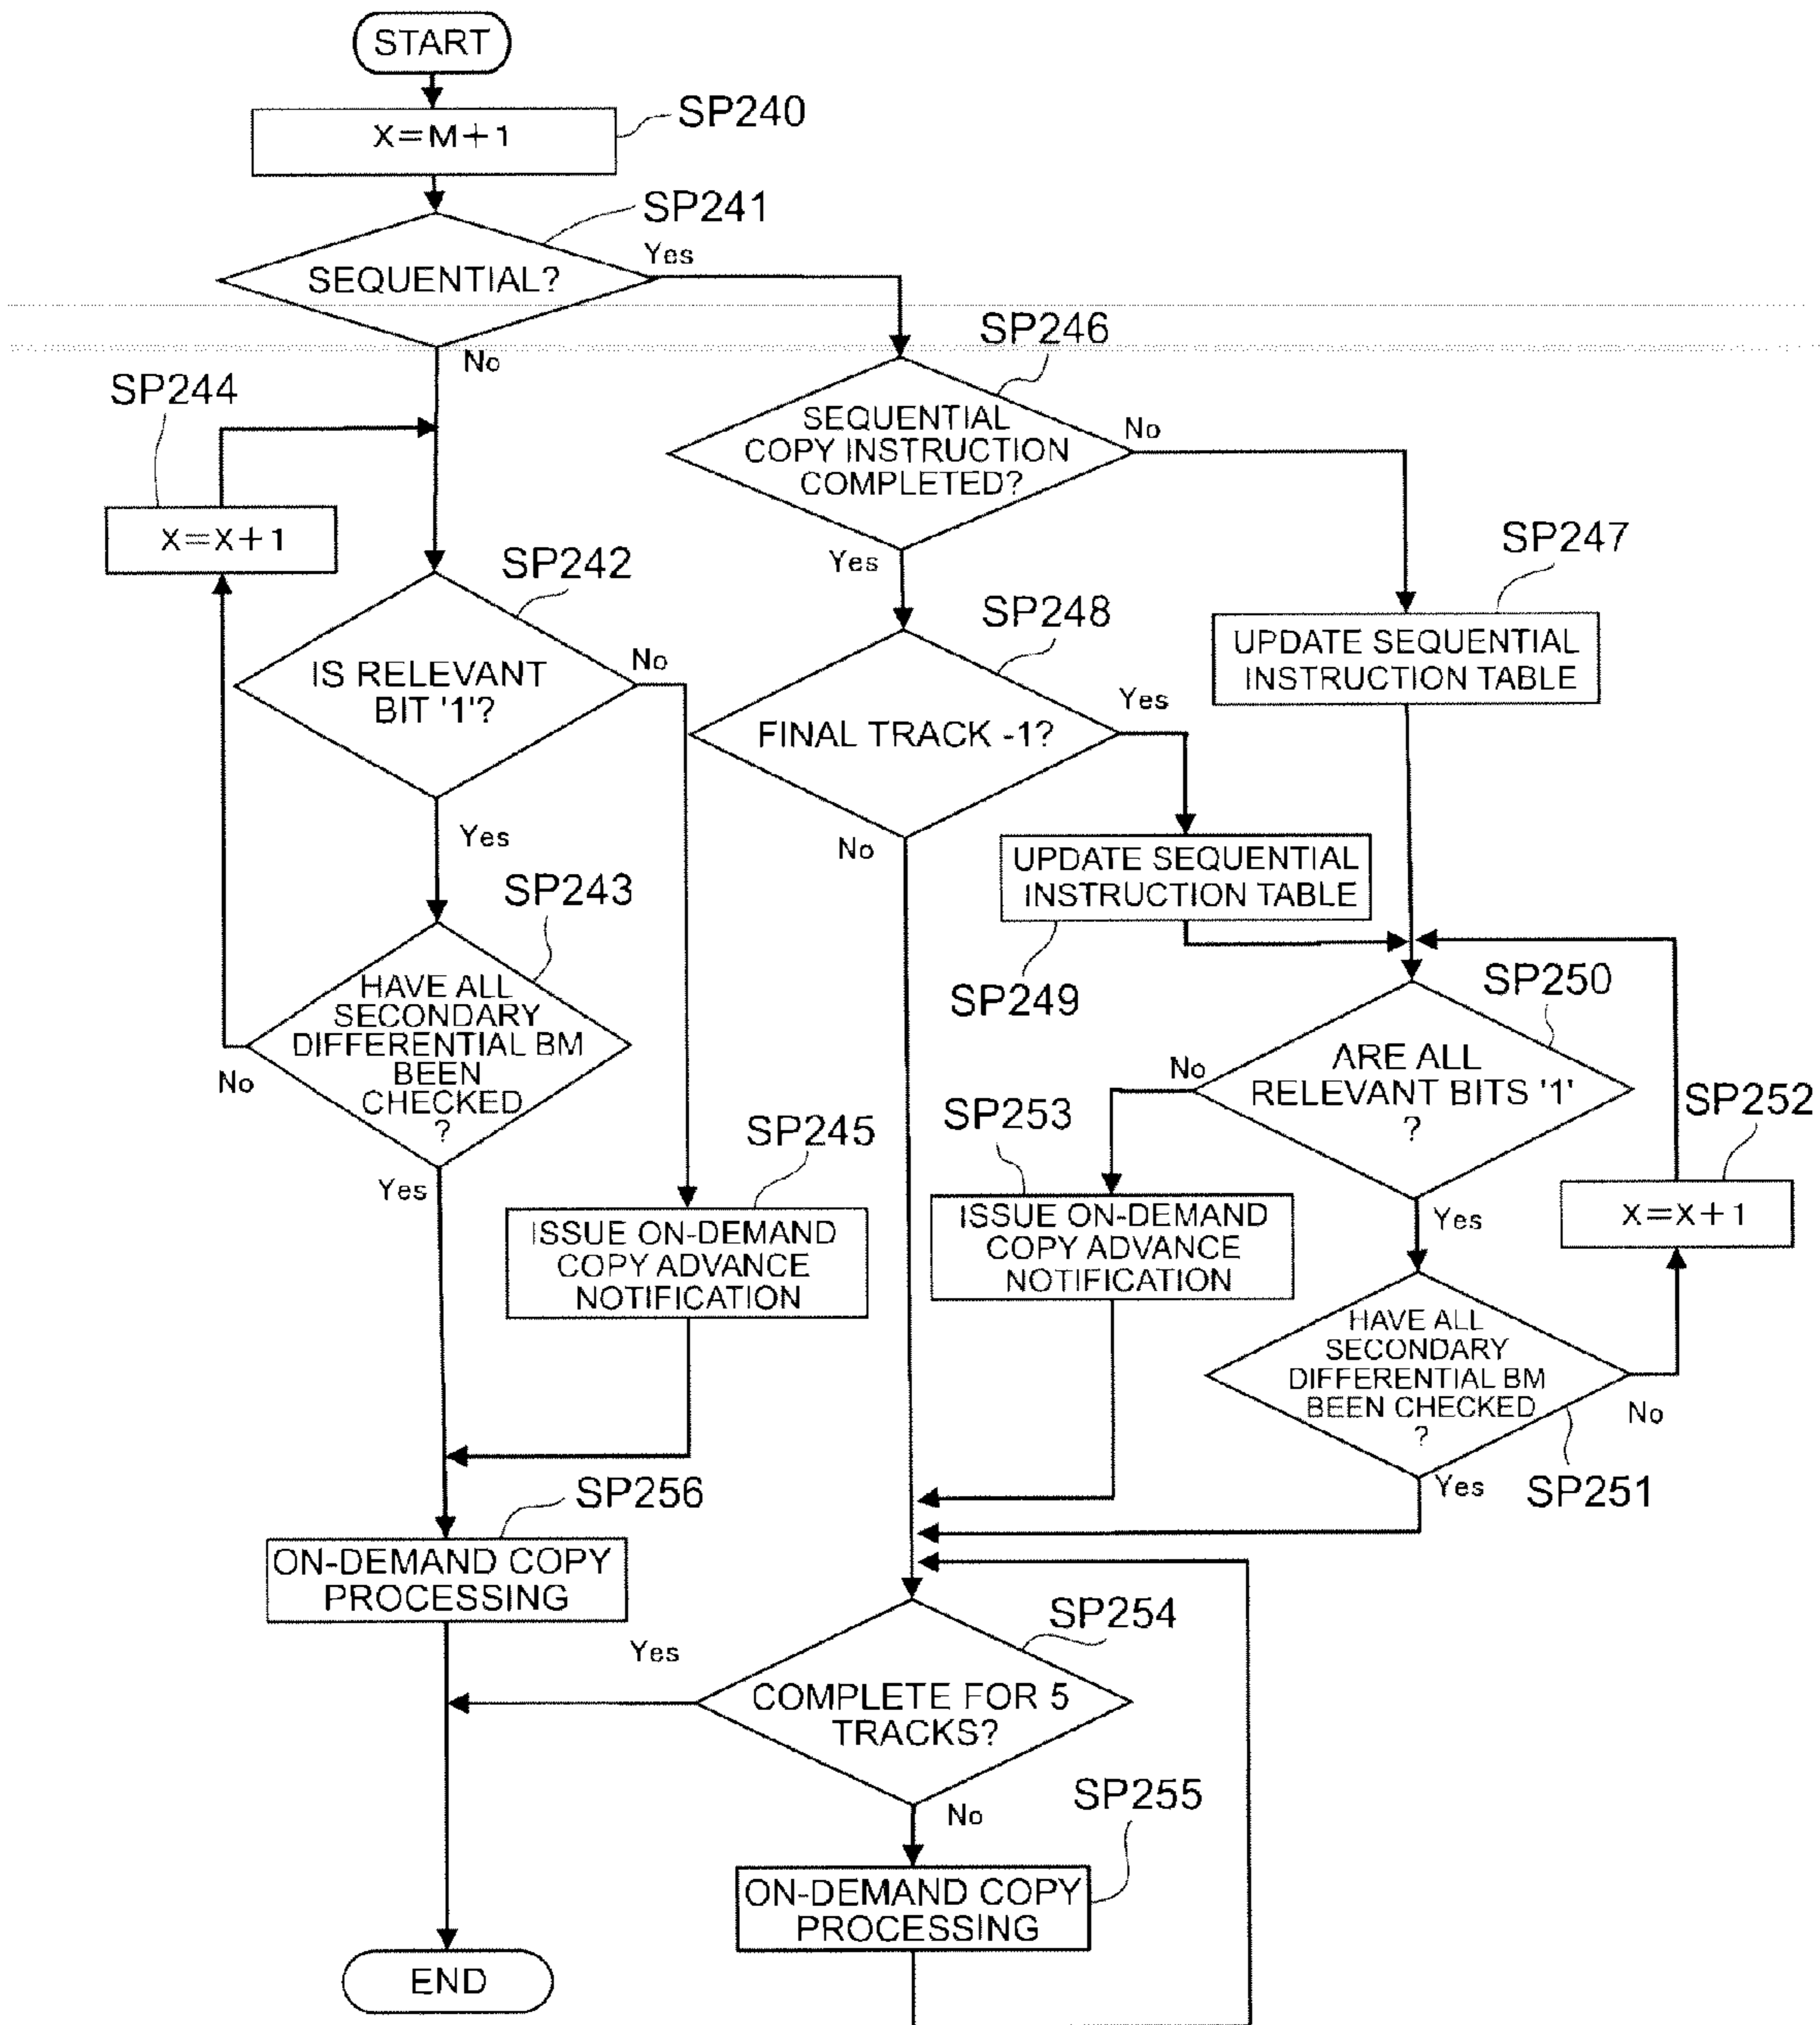 START
SP240
X=M+1
SP241
Yes
SEQUENTIAL?
No
SP246
SEQUENTIAL
COPY INSTRUCTION
COMPLETED?
No
Yes
SP244
X=X+1
SP242
IS RELEVANT
BIT '1'?
No
Yes
SP247
UPDATE SEQUENTIAL
INSTRUCTION TABLE
SP248
FINAL TRACK -1?
Yes
No
UPDATE SEQUENTIAL
INSTRUCTION TABLE
SP249
SP243
HAVE ALL
SECONDARY
DIFFERENTIAL BM
BEEN
CHECKED
?
No
Yes
SP250
ARE ALL
RELEVANT BITS '1'
?
No
Yes
SP252
X=X+1
SP245
ISSUE ON-DEMAND
COPY ADVANCE
NOTIFICATION
SP253
ISSUE ON-DEMAND
COPY ADVANCE
NOTIFICATION
HAVE ALL
SECONDARY
DIFFERENTIAL BM
BEEN CHECKED
?
No
Yes
SP251
SP256
ON-DEMAND COPY
PROCESSING
SP254
Yes
COMPLETE FOR 5
TRACKS?
No
SP255
ON-DEMAND COPY
PROCESSING
END